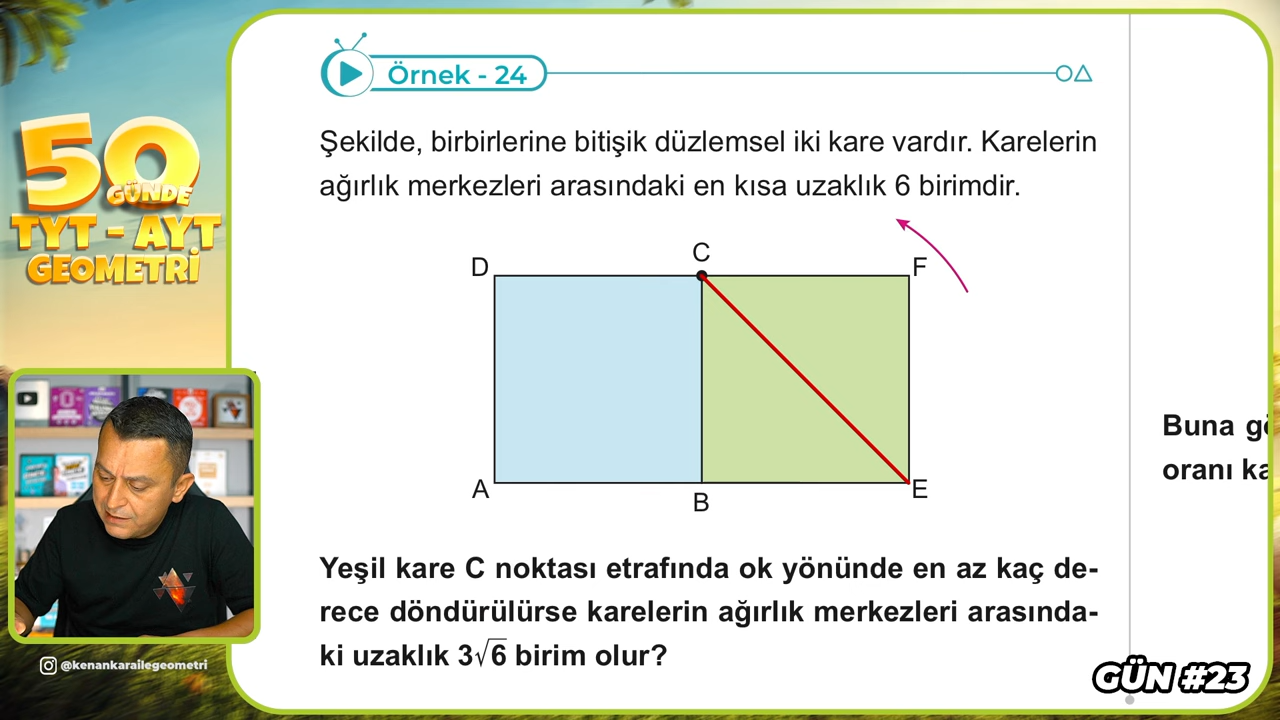 50
GÜNDE
TYT - AYT
GEOMETRİ
Örnek - 24
Şekilde, birbirlerine bitişik düzlemsel iki kare vardır. Karelerin
ağırlık merkezleri arasındaki en kısa uzaklık 6 birimdir.
D
C
F
A
B
E
Yeşil kare C noktası etrafında ok yönünde en az kaç de-
rece döndürülürse karelerin ağırlık merkezleri arasında-
ki uzaklık 3√6 birim olur?
Buna
oranı
@kenankarailegeometri
GÜN #23